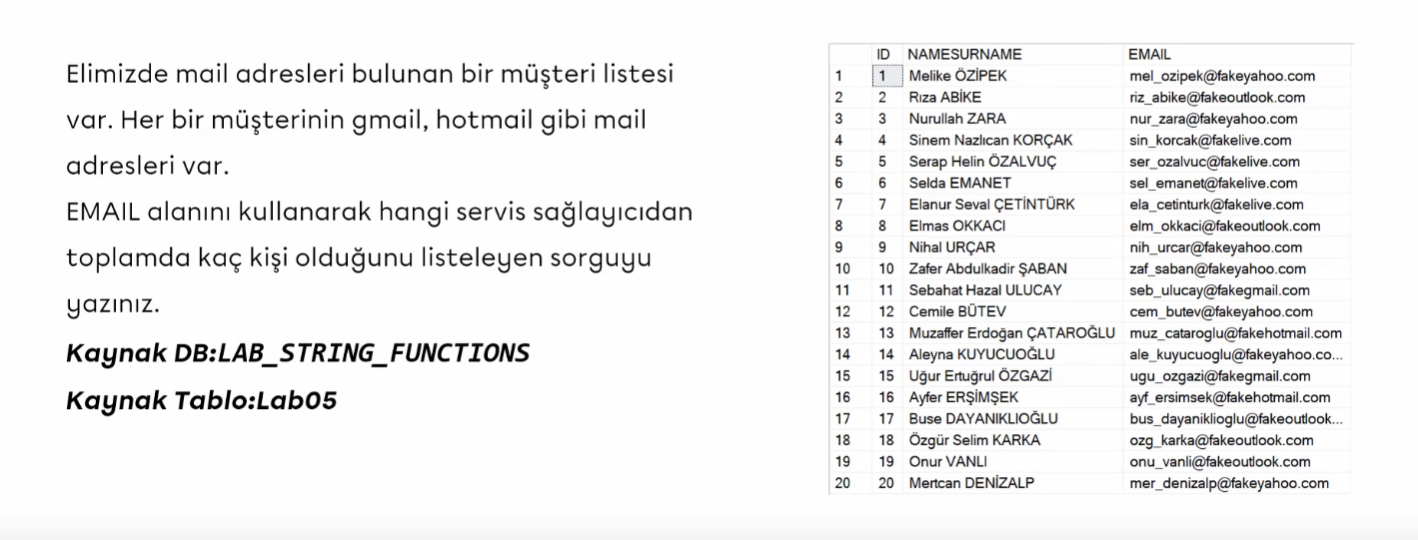 Elimizde mail adresleri bulunan bir müşteri listesi
var. Her bir müşterinin gmail, hotmail gibi mail
adresleri var.
EMAIL alanını kullanarak hangi servis sağlayıcıdan
toplamda kaç kişi olduğunu listeleyen sorguyu
yazınız.
Kaynak DB:LAB_STRING_FUNCTIONS
Kaynak Tablo:Lab05
ID NAMESURNAME EMAIL
1 1 Melike ÖZİPEK mel_ozipek@fakeyahoo.com
2 2 Rıza ABİKE riz_abike@fakeoutlook.com
3 3 Nurullah ZARA nur_zara@fakeyahoo.com
4 4 Sinem Nazlıcan KORÇAK sin_korcak@fakelive.com
5 5 Serap Helin ÖZALVUÇ ser_ozalvuc@fakelive.com
6 6 Selda EMANET sel_emanet@fakelive.com
7 7 Elanur Seval ÇETİNTÜRK ela_cetinturk@fakelive.com
8 8 Elmas OKKACI elm_okkaci@fakeoutlook.com
9 9 Nihal URÇAR nih_urcar@fakeyahoo.com
10 10 Zafer Abdulkadir ŞABAN zaf_saban@fakeyahoo.com
11 11 Sebahat Hazal ULUCAY seb_ulucay@fakegmail.com
12 12 Cemile BÜTEV cem_butev@fakeyahoo.com
13 13 Muzaffer Erdoğan ÇATAROĞLU muz_cataroglu@fakehotmail.com
14 14 Aleyna KUYUCUOĞLU ale_kuyucuoglu@fakeyahoo.co...
15 15 Uğur Ertuğrul ÖZGAZİ ugu_ozgazi@fakegmail.com
16 16 Ayfer ERŞİMŞEK ayf_ersimsek@fakehotmail.com
17 17 Buse DAYANIKLIOĞLU bus_dayaniklioglu@fakeoutlook...
18 18 Özgür Selim KARKA ozg_karka@fakeoutlook.com
19 19 Onur VANLI onu_vanli@fakeoutlook.com
20 20 Mertcan DENİZALP mer_denizalp@fakeyahoo.com